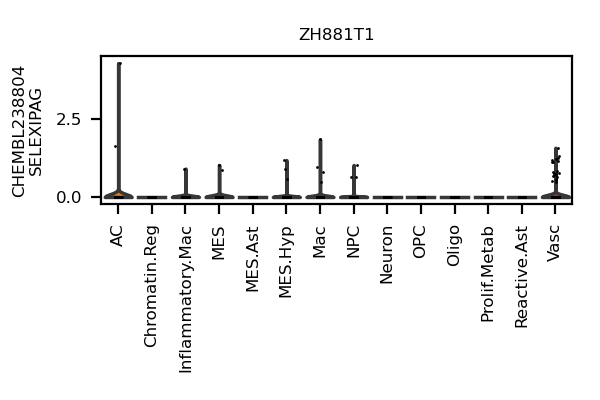 ZH881T1
CHEMBL238804
SELEXIPAG
2.5
0.0
AC
Chromatin.Reg
Inflammatory.Mac
MES
MES.Ast
MES.Hyp
Mac
NPC
Neuron
OPC
Oligo
Prolif.Metab
Reactive.Ast
Vasc